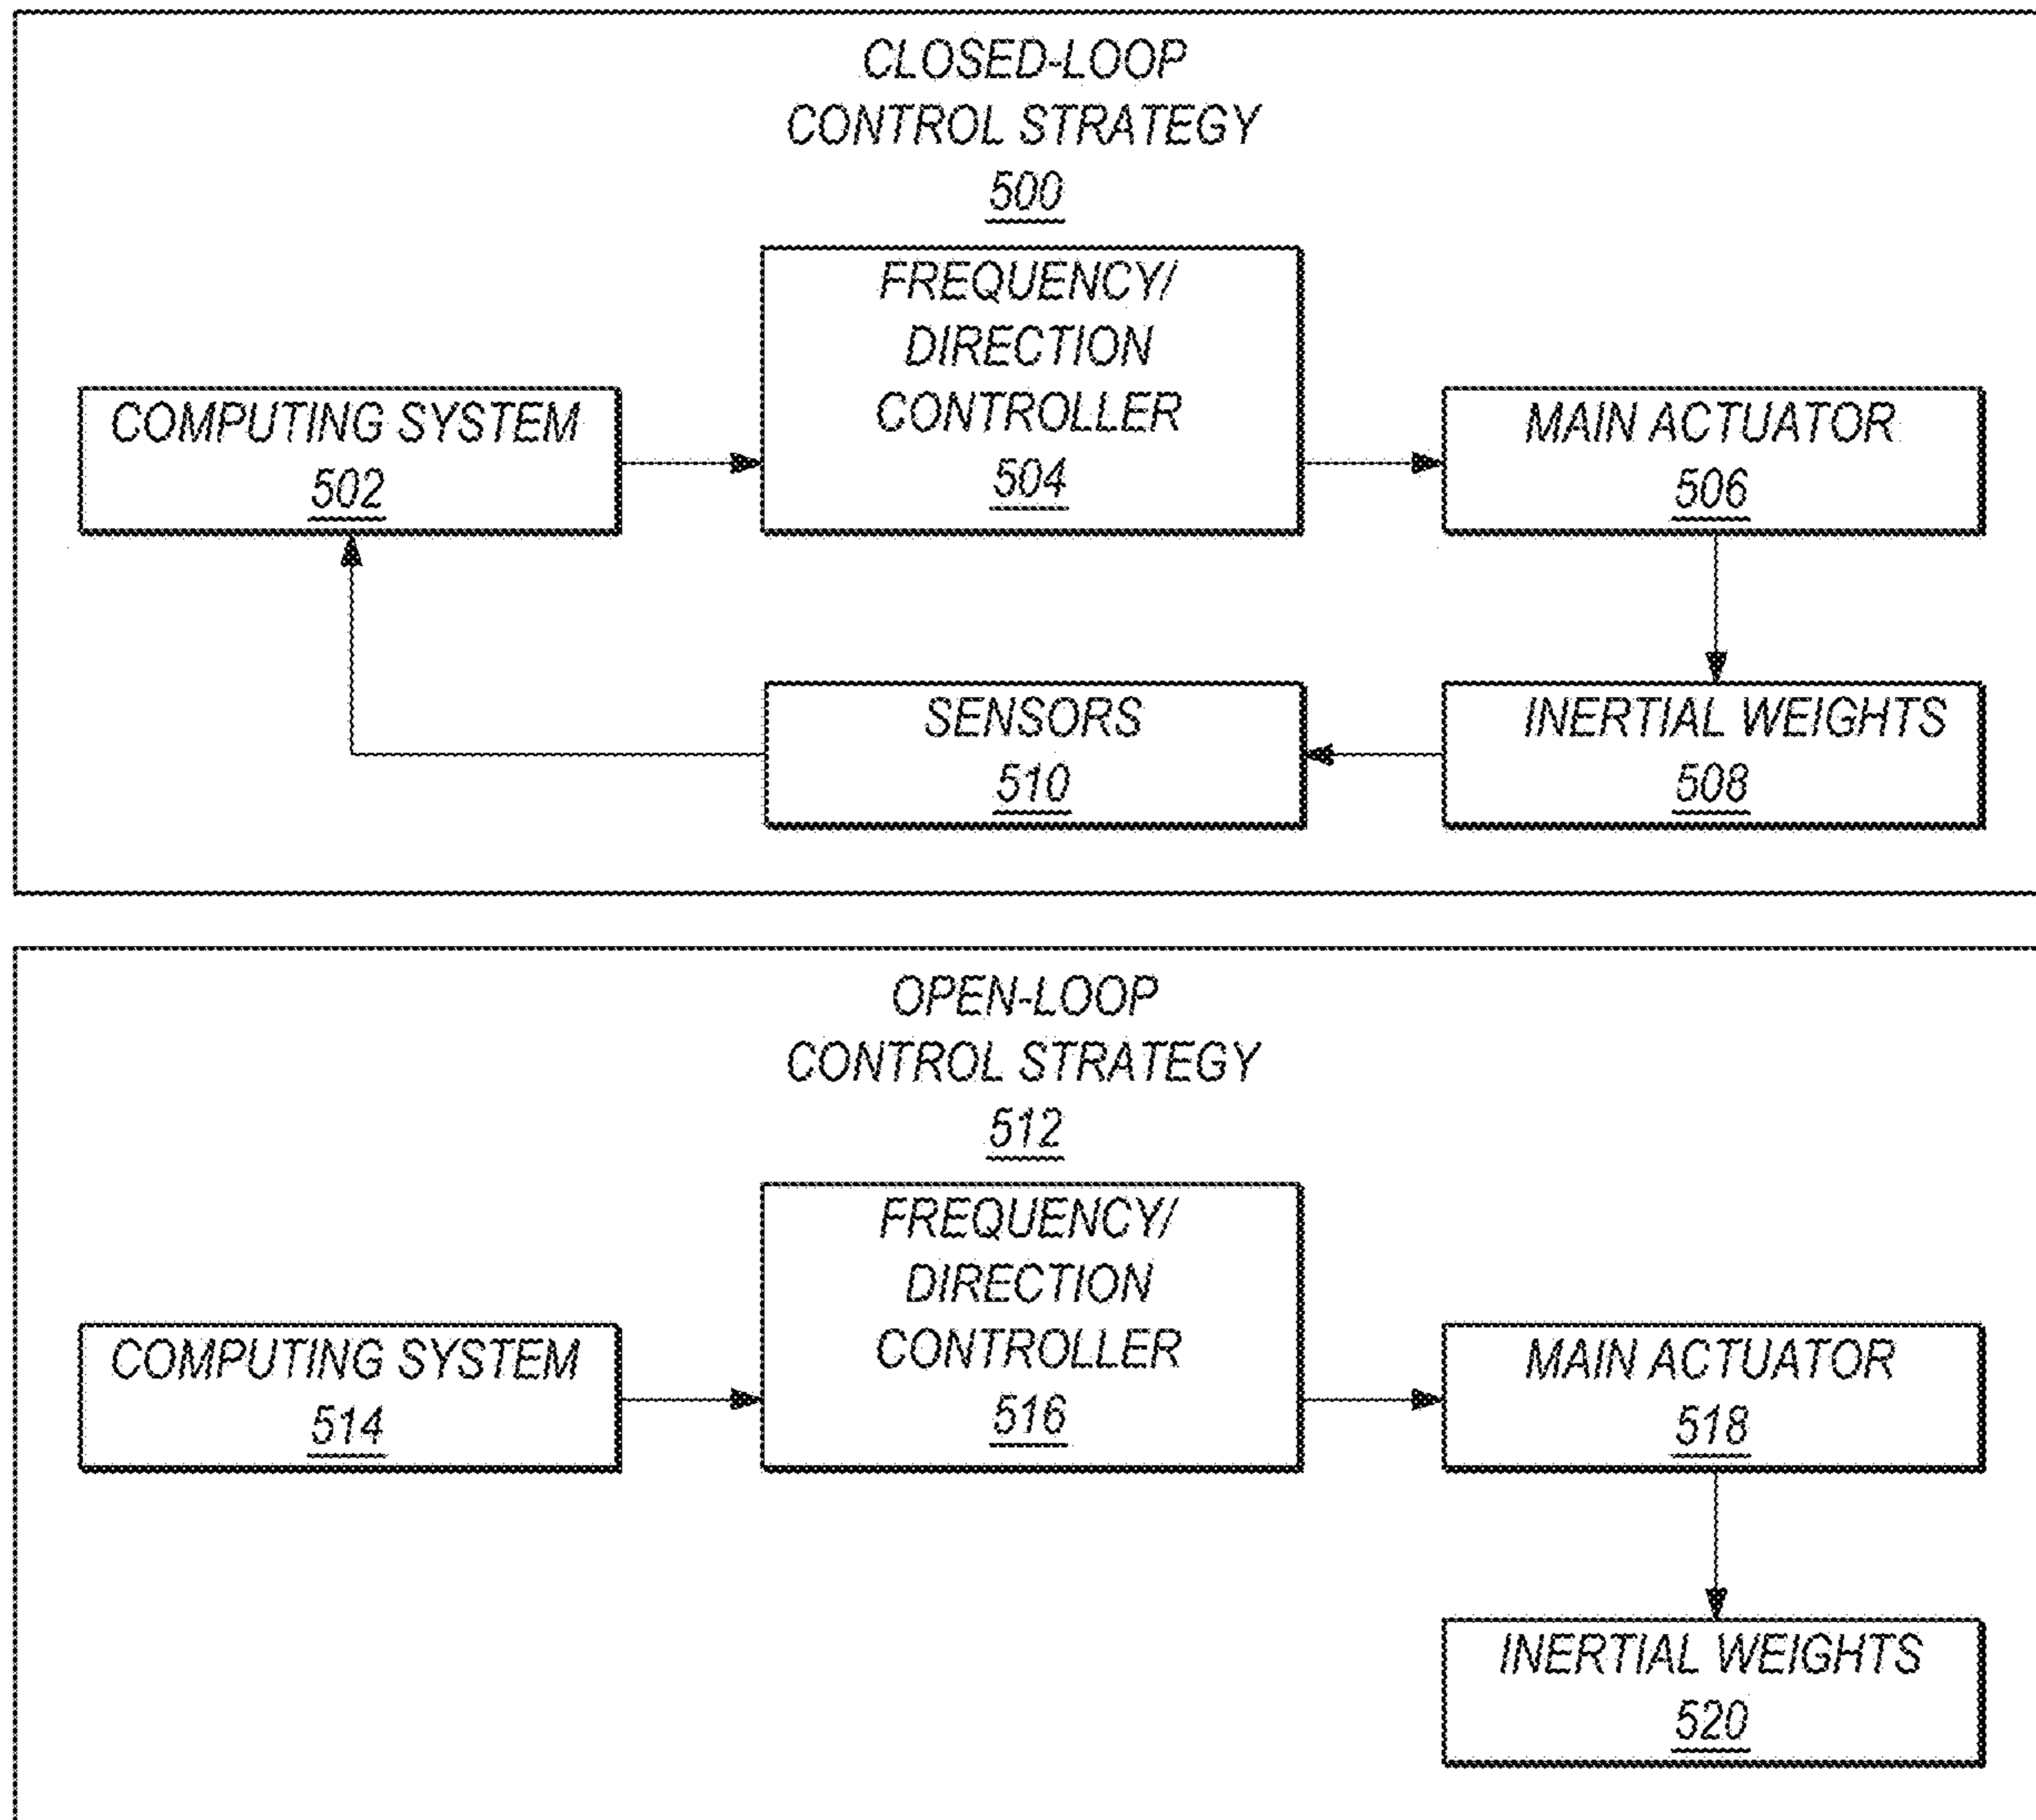 CLOSED-LOOP
CONTROL STRATEGY
500
FREQUENCY/
DIRECTION
CONTROLLER
504
COMPUTING SYSTEM
502
MAIN ACTUATOR
506
SENSORS
510
INERTIAL WEIGHTS
508
OPEN-LOOP
CONTROL STRATEGY
512
FREQUENCY/
DIRECTION
CONTROLLER
516
COMPUTING SYSTEM
514
MAIN ACTUATOR
518
INERTIAL WEIGHTS
520